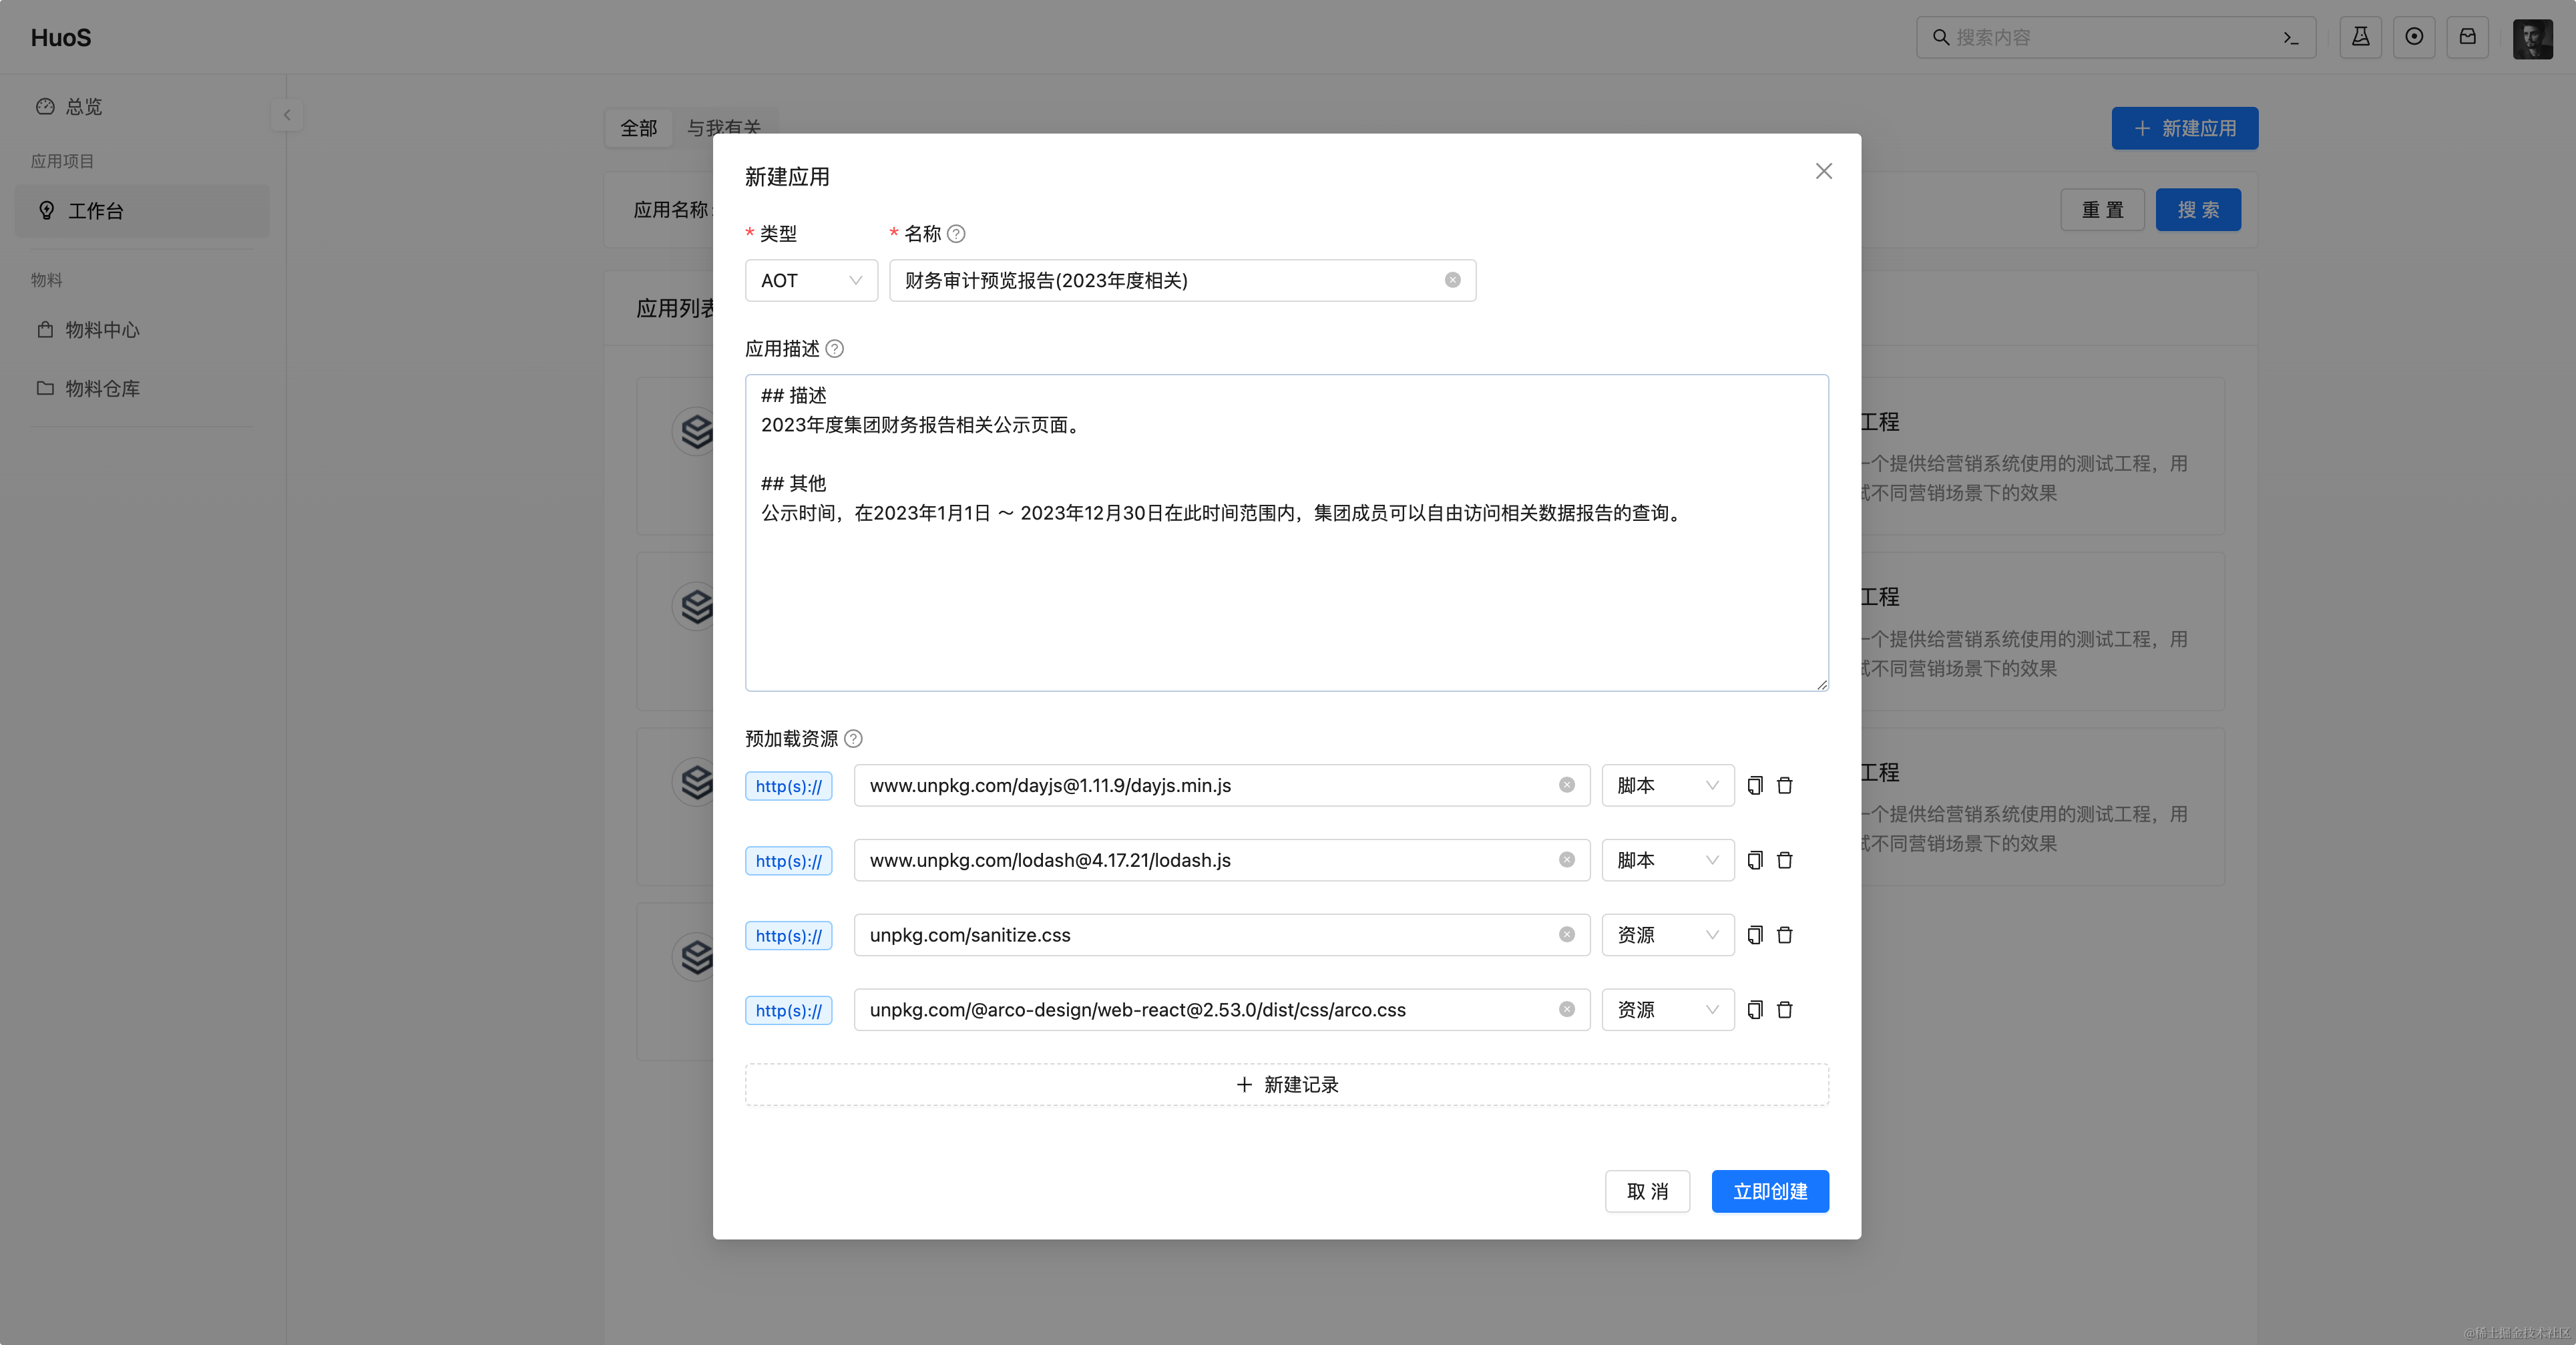 HuoS
搜索内容
总览
应用项目
工作台
物料
物料中心
物料仓库
全部
与我有关
新建应用
应用名称:
重 置
搜 索
应用列表
工程
一个提供给营销系统使用的测试工程，用
试不同营销场景下的效果
工程
一个提供给营销系统使用的测试工程，用
试不同营销场景下的效果
工程
一个提供给营销系统使用的测试工程，用
试不同营销场景下的效果
新建应用
* 类型
* 名称
AOT
财务审计预览报告(2023年度相关)
应用描述
## 描述
2023年度集团财务报告相关公示页面。
## 其他
公示时间，在2023年1月1日 ～ 2023年12月30日在此时间范围内，集团成员可以自由访问相关数据报告的查询。
预加载资源
http(s):// www.unpkg.com/dayjs@1.11.9/dayjs.min.js 脚本
http(s):// www.unpkg.com/lodash@4.17.21/lodash.js 脚本
http(s):// unpkg.com/sanitize.css 资源
http(s):// unpkg.com/@arco-design/web-react@2.53.0/dist/css/arco.css 资源
新建记录
取 消
立即创建
@稀土掘金技术社区